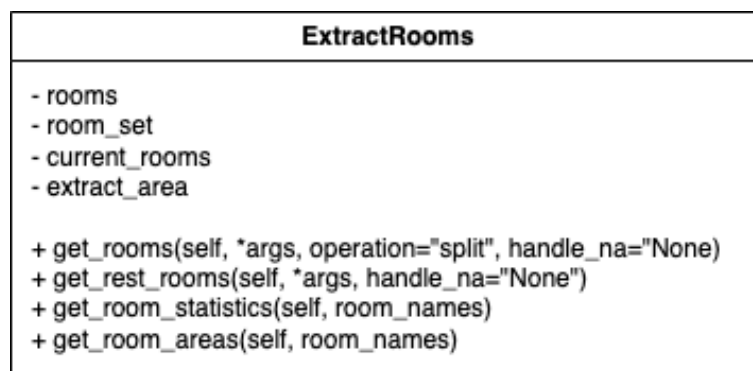 ExtractRooms
- rooms
- room_set
- current_rooms
- extract_area
+ get_rooms(self, *args, operation="split", handle_na="None)
+ get_rest_rooms(self, *args, handle_na="None")
+ get_room_statistics(self, room_names)
+ get_room_areas(self, room_names)